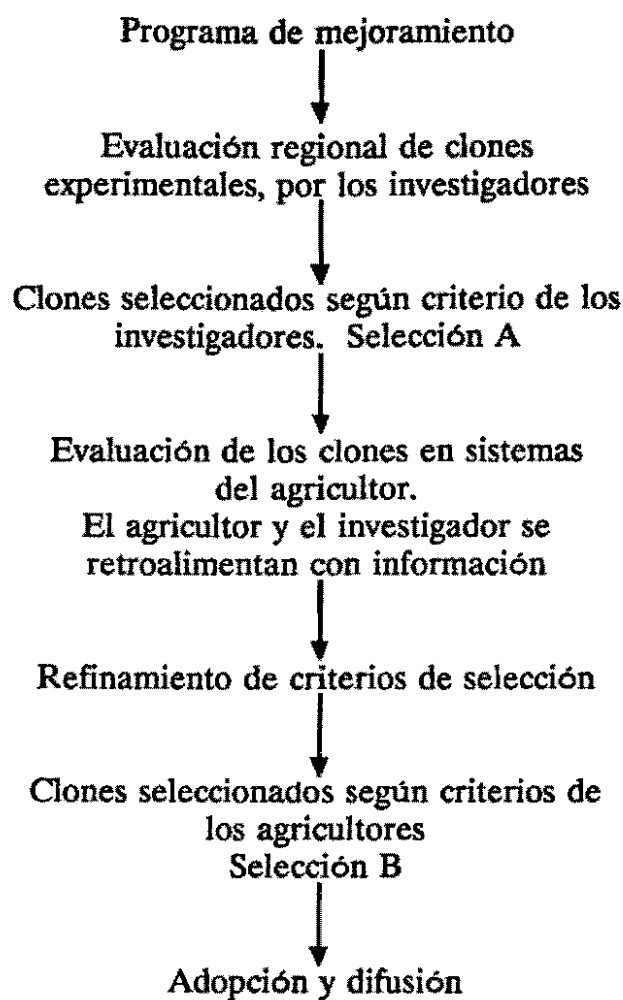 Programa de mejoramiento
Evaluación regional de clones
experimentales, por los investigadores
Clones seleccionados según criterio de los
investigadores. Selección A
Evaluación de los clones en sistemas
del agricultor.
El agricultor y el investigador se
retroalimentan con información
Refinamiento de criterios de selección
Clones seleccionados según criterios de
los agricultores
Selección B
Adopción y difusión